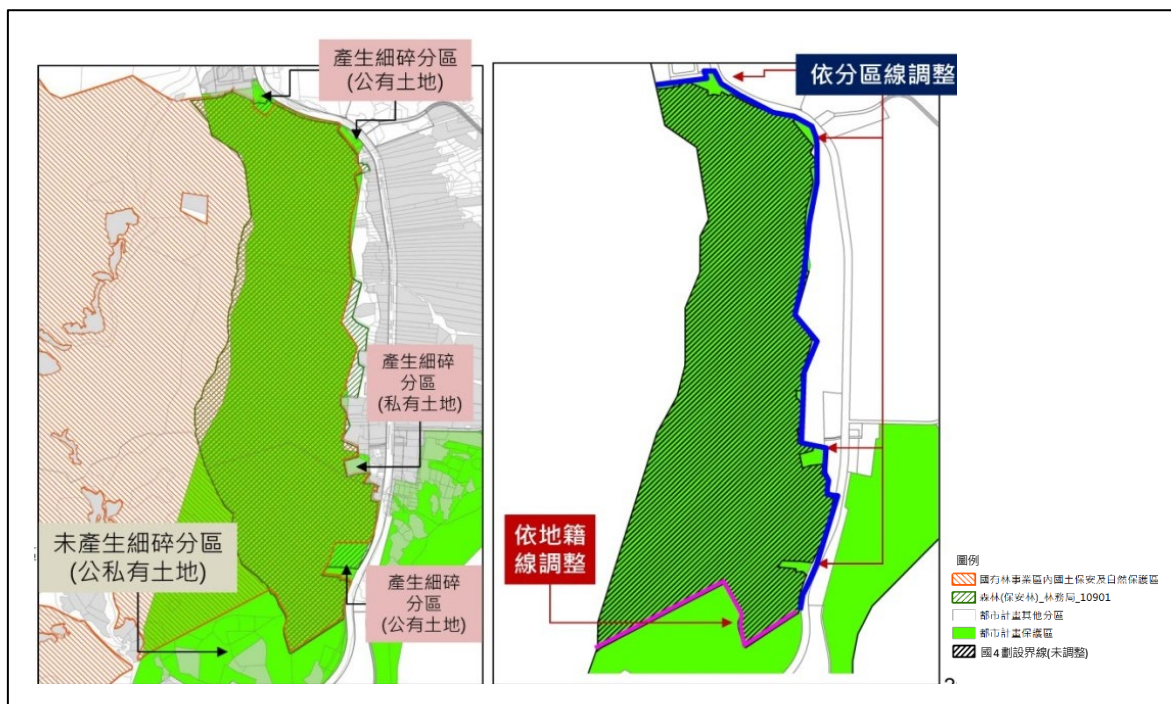 產生細碎分區
(公有土地)
依分區線調整
產生細碎
分區
(私有土地)
未產生細碎分區
(公私有土地)
產生細碎
分區
(公有土地)
依地籍
線調整
圖例
國有林事業區內國土保安及自然保護區
森林(保安林)_林務局_10901
都市計畫其他分區
都市計畫保護區
國4劃設界線(未調整)